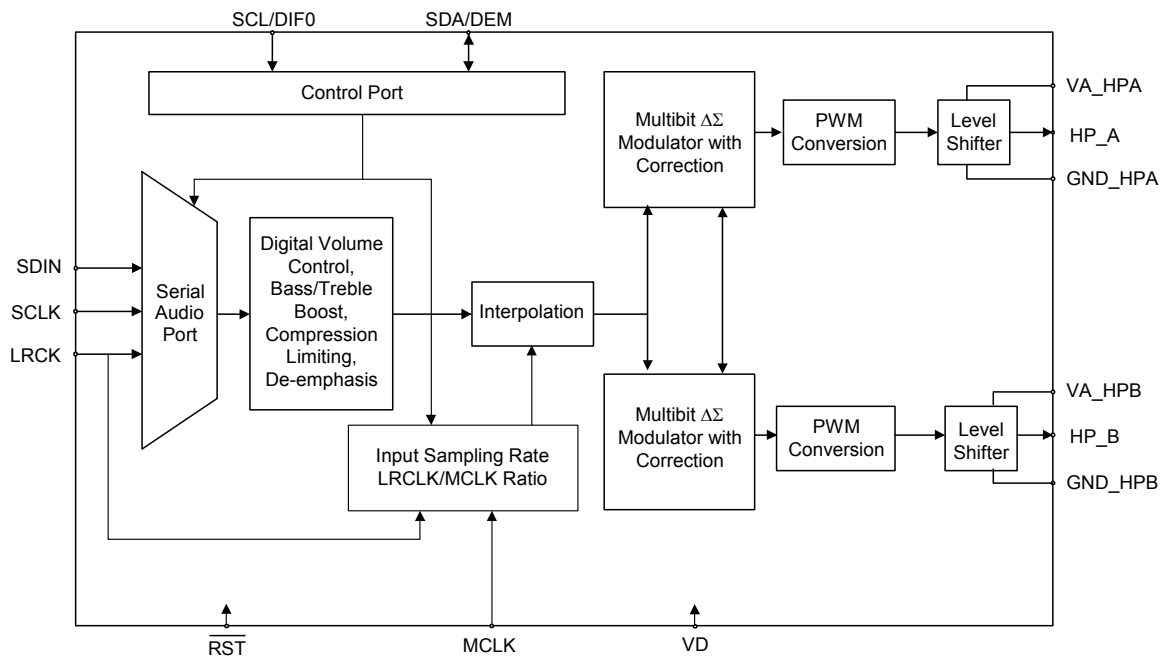 SCL/DIF0
SDA/DEM
Control Port
Serial
Audio
Port
SDIN
SCLK
LRCK
Digital Volume
Control,
Bass/Treble
Boost,
Compression
Limiting,
De-emphasis
Interpolation
Input Sampling Rate
LRCLK/MCLK Ratio
Multibit ΔΣ
Modulator with
Correction
PWM
Conversion
Level
Shifter
VA_HPA
HP_A
GND_HPA
Multibit ΔΣ
Modulator with
Correction
PWM
Conversion
Level
Shifter
VA_HPB
HP_B
GND_HPB
RST
MCLK
VD